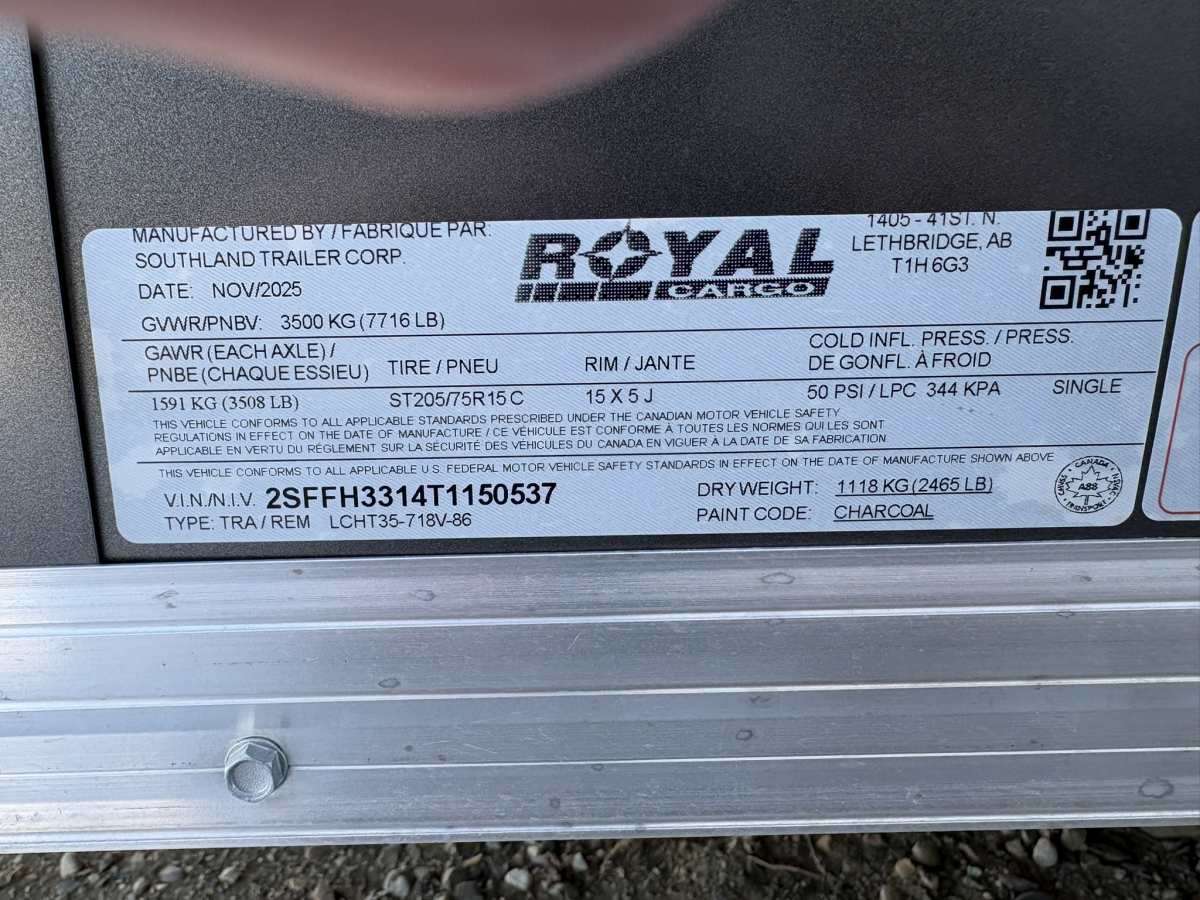 MANUFACTURED BY / FABRIQUE PAR:
SOUTHLAND TRAILER CORP.
DATE: NOV/2025
GVWR/PNBV: 3500 KG (7716 LB)
ROYAL
CARGO
1405 - 41ST. N.
LETHBRIDGE, AB
T1H 6G3
GAWR (EACH AXLE) /
PNBE (CHAQUE ESSIEU)
TIRE / PNEU
RIM / JANTE
COLD INFL. PRESS. / PRESS.
DE GONFL. À FROID
1591 KG (3508 LB)
ST205/75R15 C
15 X 5 J
50 PSI / LPC 344 KPA
SINGLE
THIS VEHICLE CONFORMS TO ALL APPLICABLE STANDARDS PRESCRIBED UNDER THE CANADIAN MOTOR VEHICLE SAFETY
REGULATIONS IN EFFECT ON THE DATE OF MANUFACTURE / CE VÉHICULE EST CONFORME À TOUTES LES NORMES QUI LES SONT
APPLICABLE EN VERTU DU RÉGLEMENT SUR LA SÉCURITÉ DES VÉHICULES DU CANADA EN VIGUER À LA DATE DE SA FABRICATION
THIS VEHICLE CONFORMS TO ALL APPLICABLE U.S. FEDERAL MOTOR VEHICLE SAFETY STANDARDS IN EFFECT ON THE DATE OF MANUFACTURE SHOWN ABOVE
V.I.N./N.I.V. 2SFFH3314T1150537
TYPE: TRA / REM LCHT35-718V-86
DRY WEIGHT: 1118 KG (2465 LB)
PAINT CODE: CHARCOAL
CANADA
A88
TRANSPORT